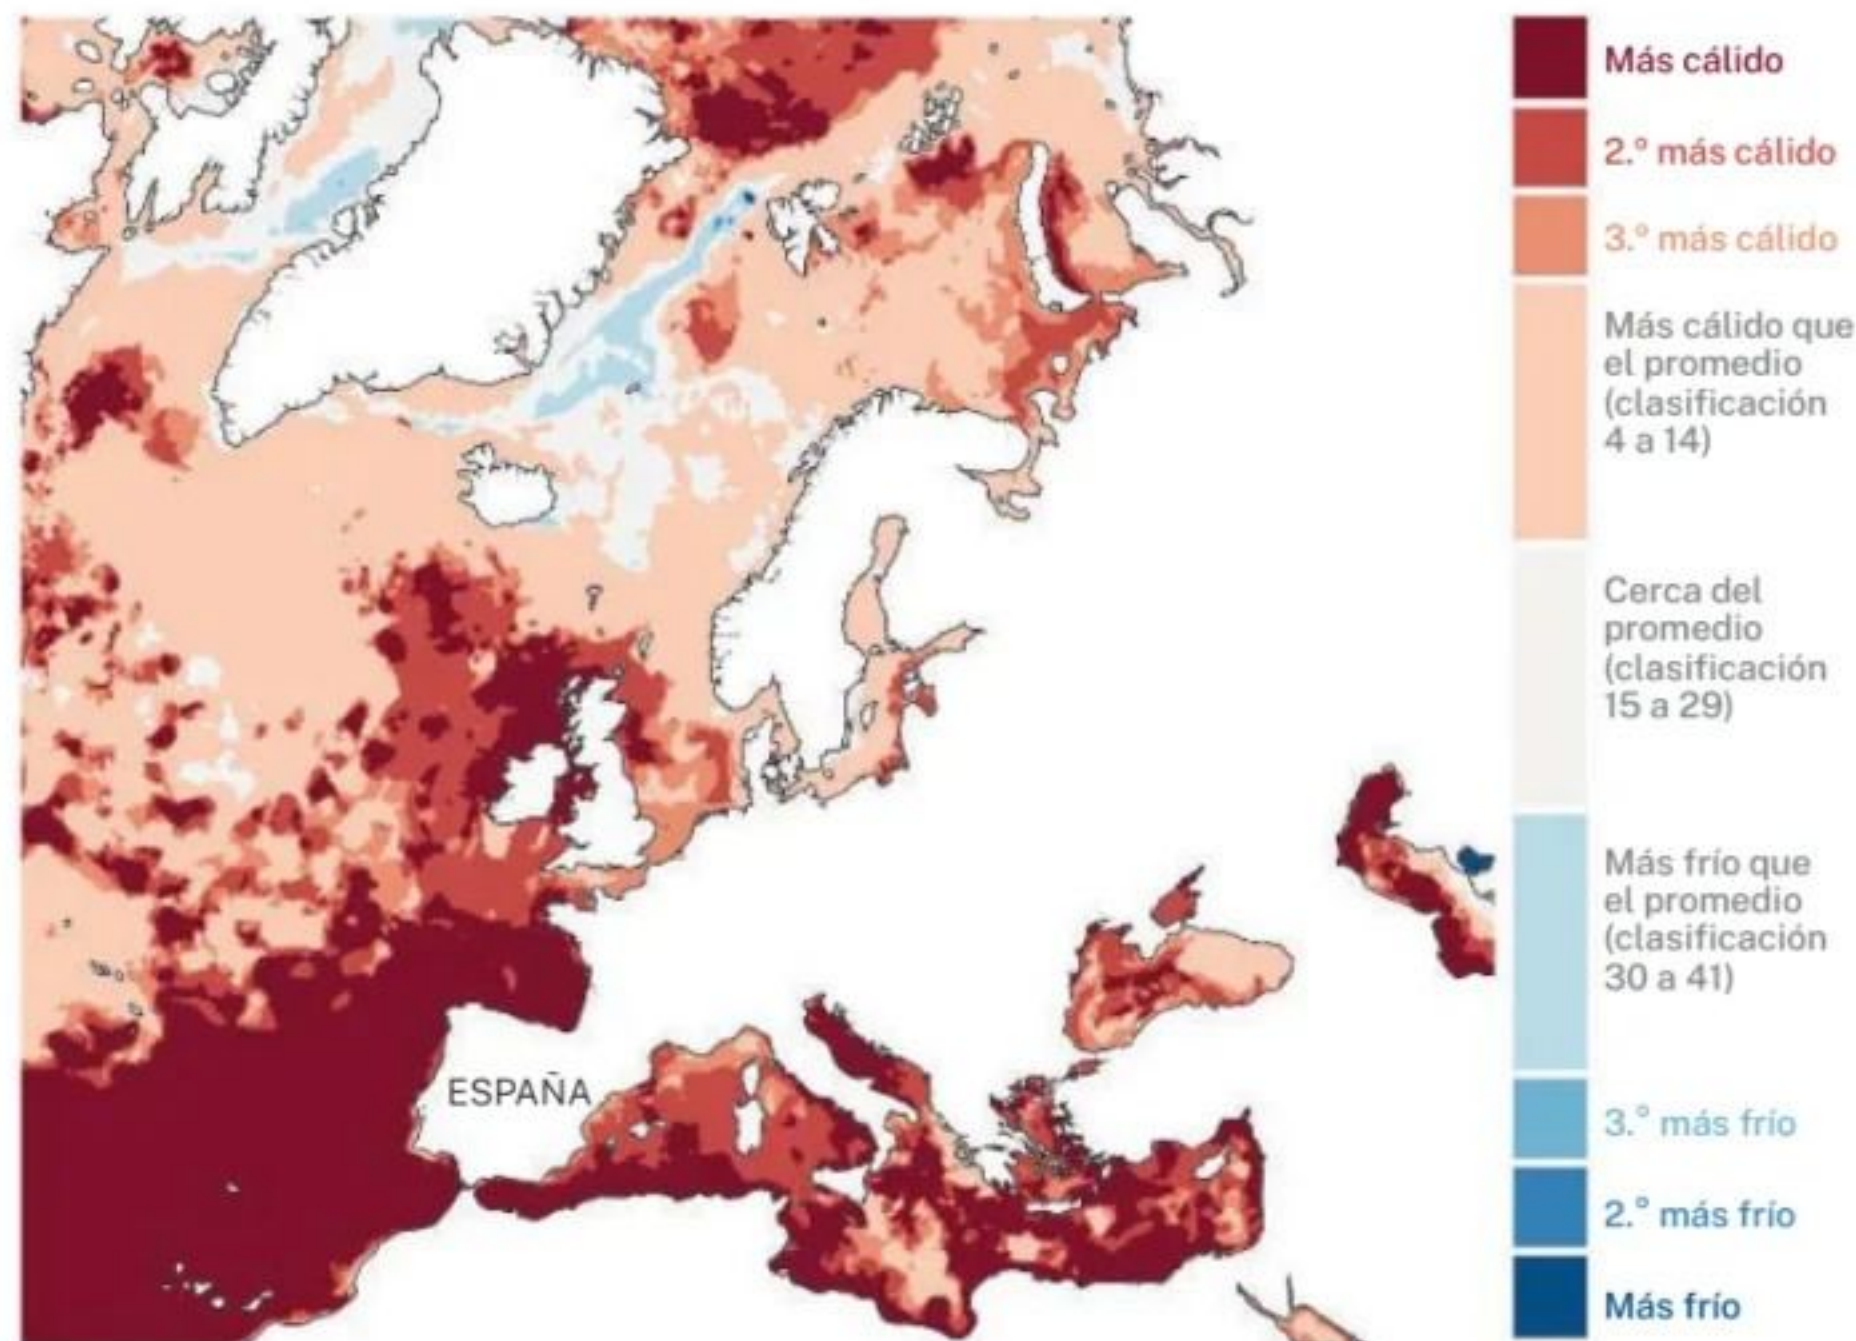 Más cálido
2.º más cálido
3.º más cálido
Más cálido que
el promedio
(clasificación
4 a 14)
Cerca del
promedio
(clasificación
15 a 29)
Más frío que
el promedio
(clasificación
30 a 41)
3.º más frío
2.º más frío
Más frío
ESPAÑA